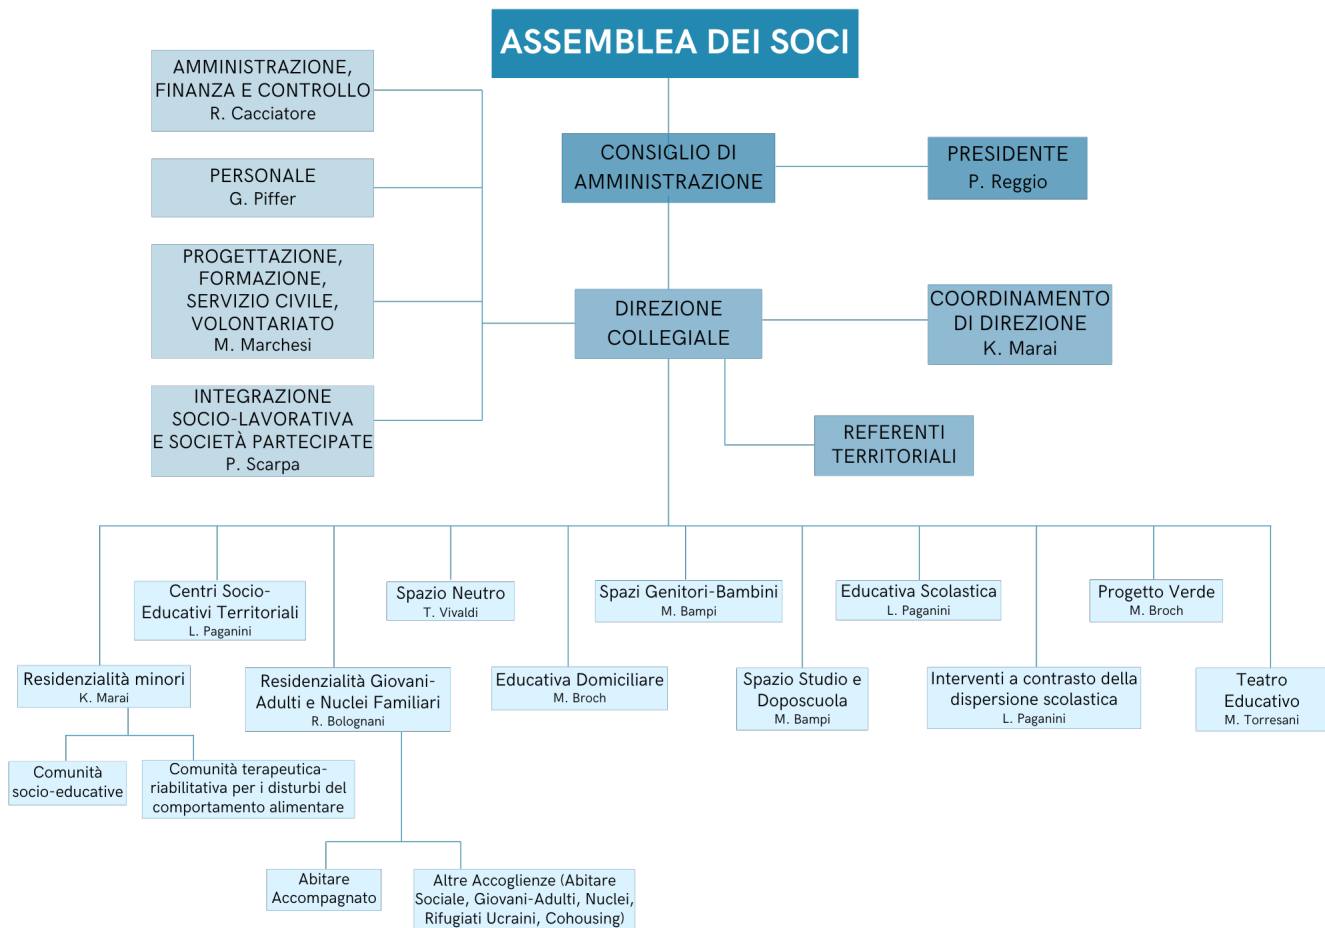 ASSEMBLEA DEI SOCI
AMMINISTRAZIONE,
FINANZA E CONTROLLO
R. Cacciatore
CONSIGLIO DI
AMMINISTRAZIONE
PRESIDENTE
P. Reggio
PERSONALE
G. Piffer
PROGETTAZIONE,
FORMAZIONE,
SERVIZIO CIVILE,
VOLONTARIATO
M. Marchesi
DIREZIONE
COLLEGIALE
COORDINAMENTO
DI DIREZIONE
K. Marai
INTEGRAZIONE
SOCIO-LAVORATIVA
E SOCIETÀ PARTECIPATE
P. Scarpa
REFERENTI
TERRITORIALI
Centri Socio-
Educativi Territoriali
L. Paganini
Spazio Neutro
T. Vivaldi
Spazi Genitori-Bambini
M. Bampi
Educativa Scolastica
L. Paganini
Progetto Verde
M. Broch
Residenzialità minori
K. Marai
Residenzialità Giovani-
Adulti e Nuclei Familiari
R. Bolognani
Educativa Domiciliare
M. Broch
Spazio Studio e
Doposcuola
M. Bampi
Interventi a contrasto della
dispersione scolastica
L. Paganini
Teatro
Educativo
M. Torresani
Comunità
socio-educative
Comunità terapeutica-
riabilitativa per i disturbi del
comportamento alimentare
Abitare
Accompagnato
Altre Accoglienze (Abitare
Sociale, Giovani-Adulti, Nuclei,
Rifugiati Ucraini, Cohousing)